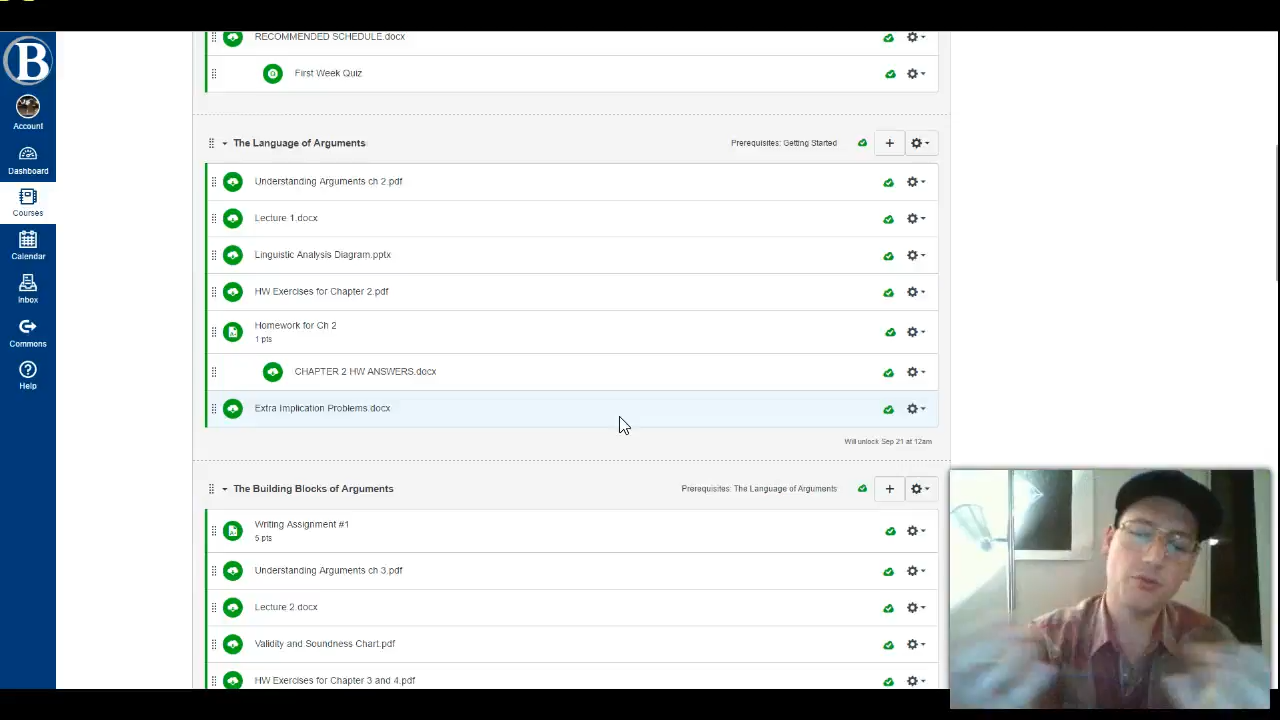 RECOMMENDED SCHEDULE.docx
First Week Quiz
B
Account
Dashboard
Courses
Calendar
Inbox
Commons
Help
The Language of Arguments
Prerequisites: Getting Started
Understanding Arguments ch 2.pdf
Lecture 1.docx
Linguistic Analysis Diagram.pptx
HW Exercises for Chapter 2.pdf
Homework for Ch 2
1 pts
CHAPTER 2 HW ANSWERS.docx
Extra Implication Problems.docx
Will unlock Sep 21 at 12am
The Building Blocks of Arguments
Prerequisites: The Language of Arguments
Writing Assignment #1
5 pts
Understanding Arguments ch 3.pdf
Lecture 2.docx
Validity and Soundness Chart.pdf
HW Exercises for Chapter 3 and 4.pdf